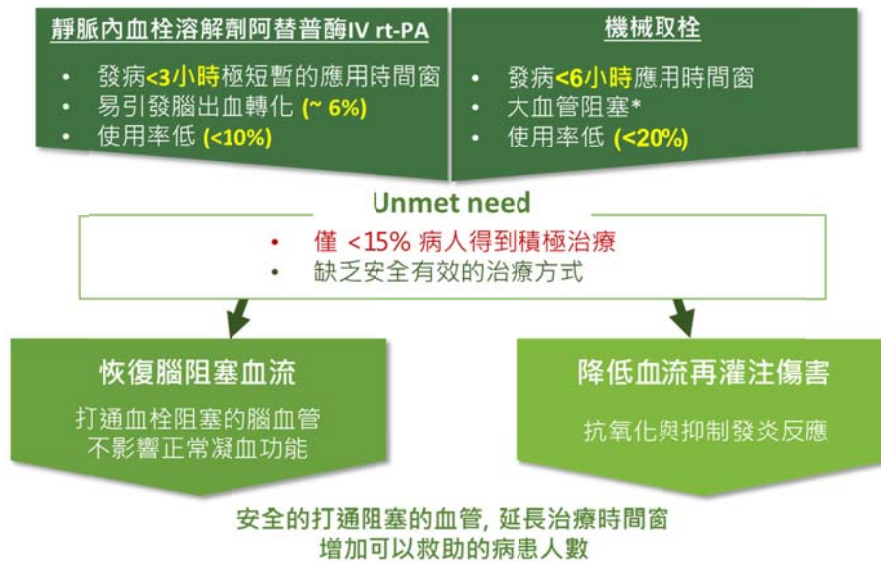 靜脈內血栓溶解劑阿替普酶IV rt-PA
• 發病<3小時極短暫的應用時間窗
• 易引發腦出血轉化 (~ 6%)
• 使用率低 (<10%)
機械取栓
• 發病<6小時應用時間窗
• 大血管阻塞*
• 使用率低 (<20%)
Unmet need
• 僅 <15% 病人得到積極治療
• 缺乏安全有效的治療方式
恢復腦阻塞血流
打通血栓阻塞的腦血管
不影響正常凝血功能
降低血流再灌注傷害
抗氧化與抑制發炎反應
安全的打通阻塞的血管, 延長治療時間窗
增加可以救助的病患人數